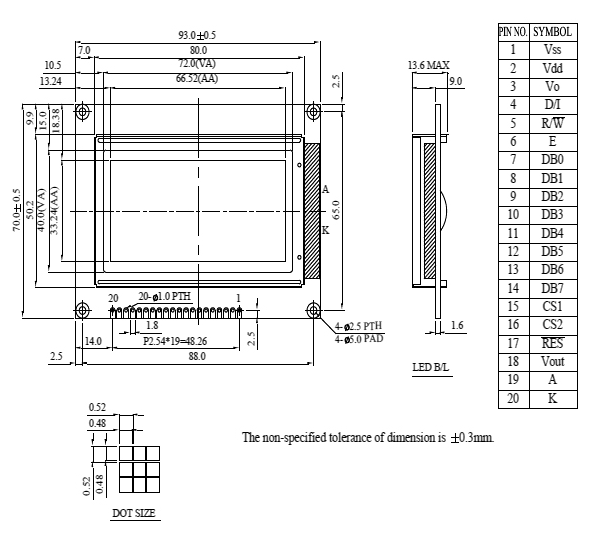 93.0±0.5
7.0
80.0
10.5
72.0(VA)
13.24
66.52(AA)
2.5
9.9
15.0
18.38
70.0±0.5
50.2
40.0(VA)
33.24(AA)
65.0
A
K
20
20-ø1.0 PTH
1
1.8
14.0
P2.54*19=48.26
2.5
2.5
88.0
4-ø2.5 PTH
4-ø5.0 PAD
13.6 MAX
9.0
1.6
LED B/L
PIN NO. SYMBOL
1 Vss
2 Vdd
3 Vo
4 D/I
5 R/W̅
6 E
7 DB0
8 DB1
9 DB2
10 DB3
11 DB4
12 DB5
13 DB6
14 DB7
15 CS1
16 CS2
17 R̅E̅S̅
18 Vout
19 A
20 K
0.52
0.48
0.52
0.48
DOT SIZE
The non-specified tolerance of dimension is ±0.3mm.